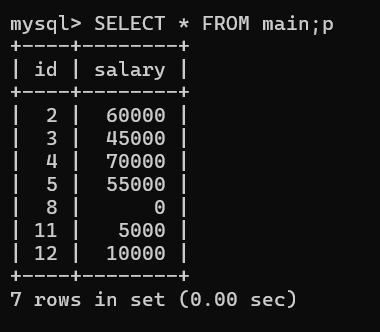 mysql> SELECT * FROM main;p
+----+--------+
| id | salary |
+----+--------+
|  2 |  60000 |
|  3 |  45000 |
|  4 |  70000 |
|  5 |  55000 |
|  8 |      0 |
| 11 |   5000 |
| 12 |  10000 |
+----+--------+
7 rows in set (0.00 sec)